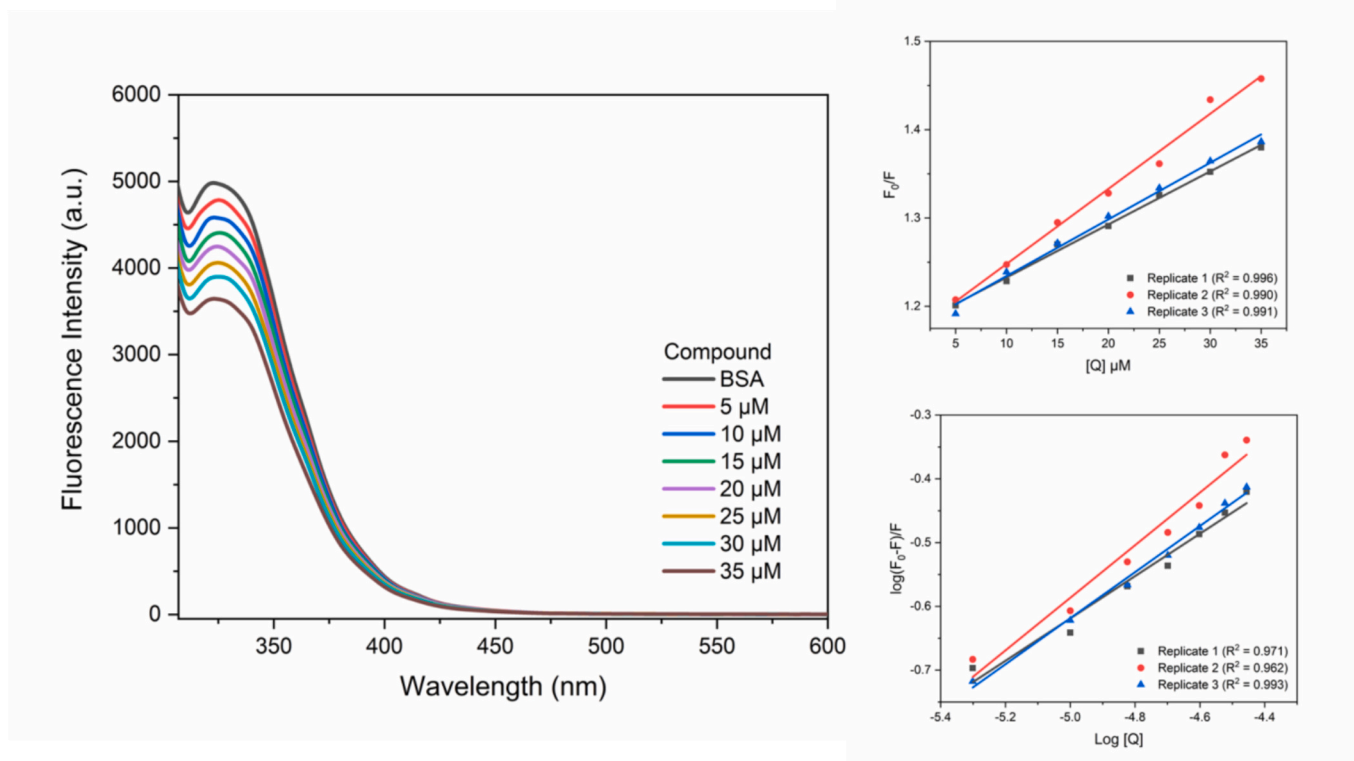 Fluorescence Intensity (a.u.)
6000
5000
4000
3000
2000
1000
0
350 400 450 500 550 600
Wavelength (nm)
Compound
BSA
5 µM
10 µM
15 µM
20 µM
25 µM
30 µM
35 µM
F₀/F
1.5
1.4
1.3
1.2
5 10 15 20 25 30 35
[Q] µM
Replicate 1 (R² = 0.996)
Replicate 2 (R² = 0.990)
Replicate 3 (R² = 0.991)
log(F₀-F)/F
-0.3
-0.4
-0.5
-0.6
-0.7
-5.4 -5.2 -5.0 -4.8 -4.6 -4.4
Log [Q]
Replicate 1 (R² = 0.971)
Replicate 2 (R² = 0.962)
Replicate 3 (R² = 0.993)